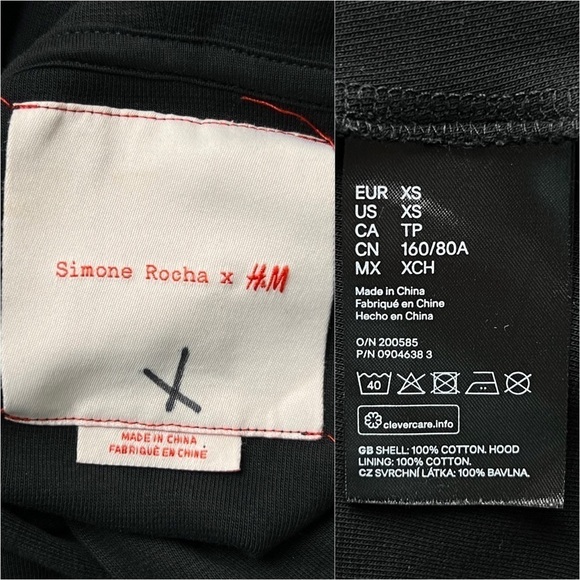 Simone Rocha x H&M
MADE IN CHINA
FABRIQUÉ EN CHINE
EUR XS
US XS
CA TP
CN 160/80A
MX XCH
Made in China
Fabriqué en Chine
Hecho en China
O/N 200585
P/N 0904638 3
40
clevercare.info
GB SHELL: 100% COTTON. HOOD
LINING: 100% COTTON.
CZ SVRCHNÍ LÁTKA: 100% BAVLNA.